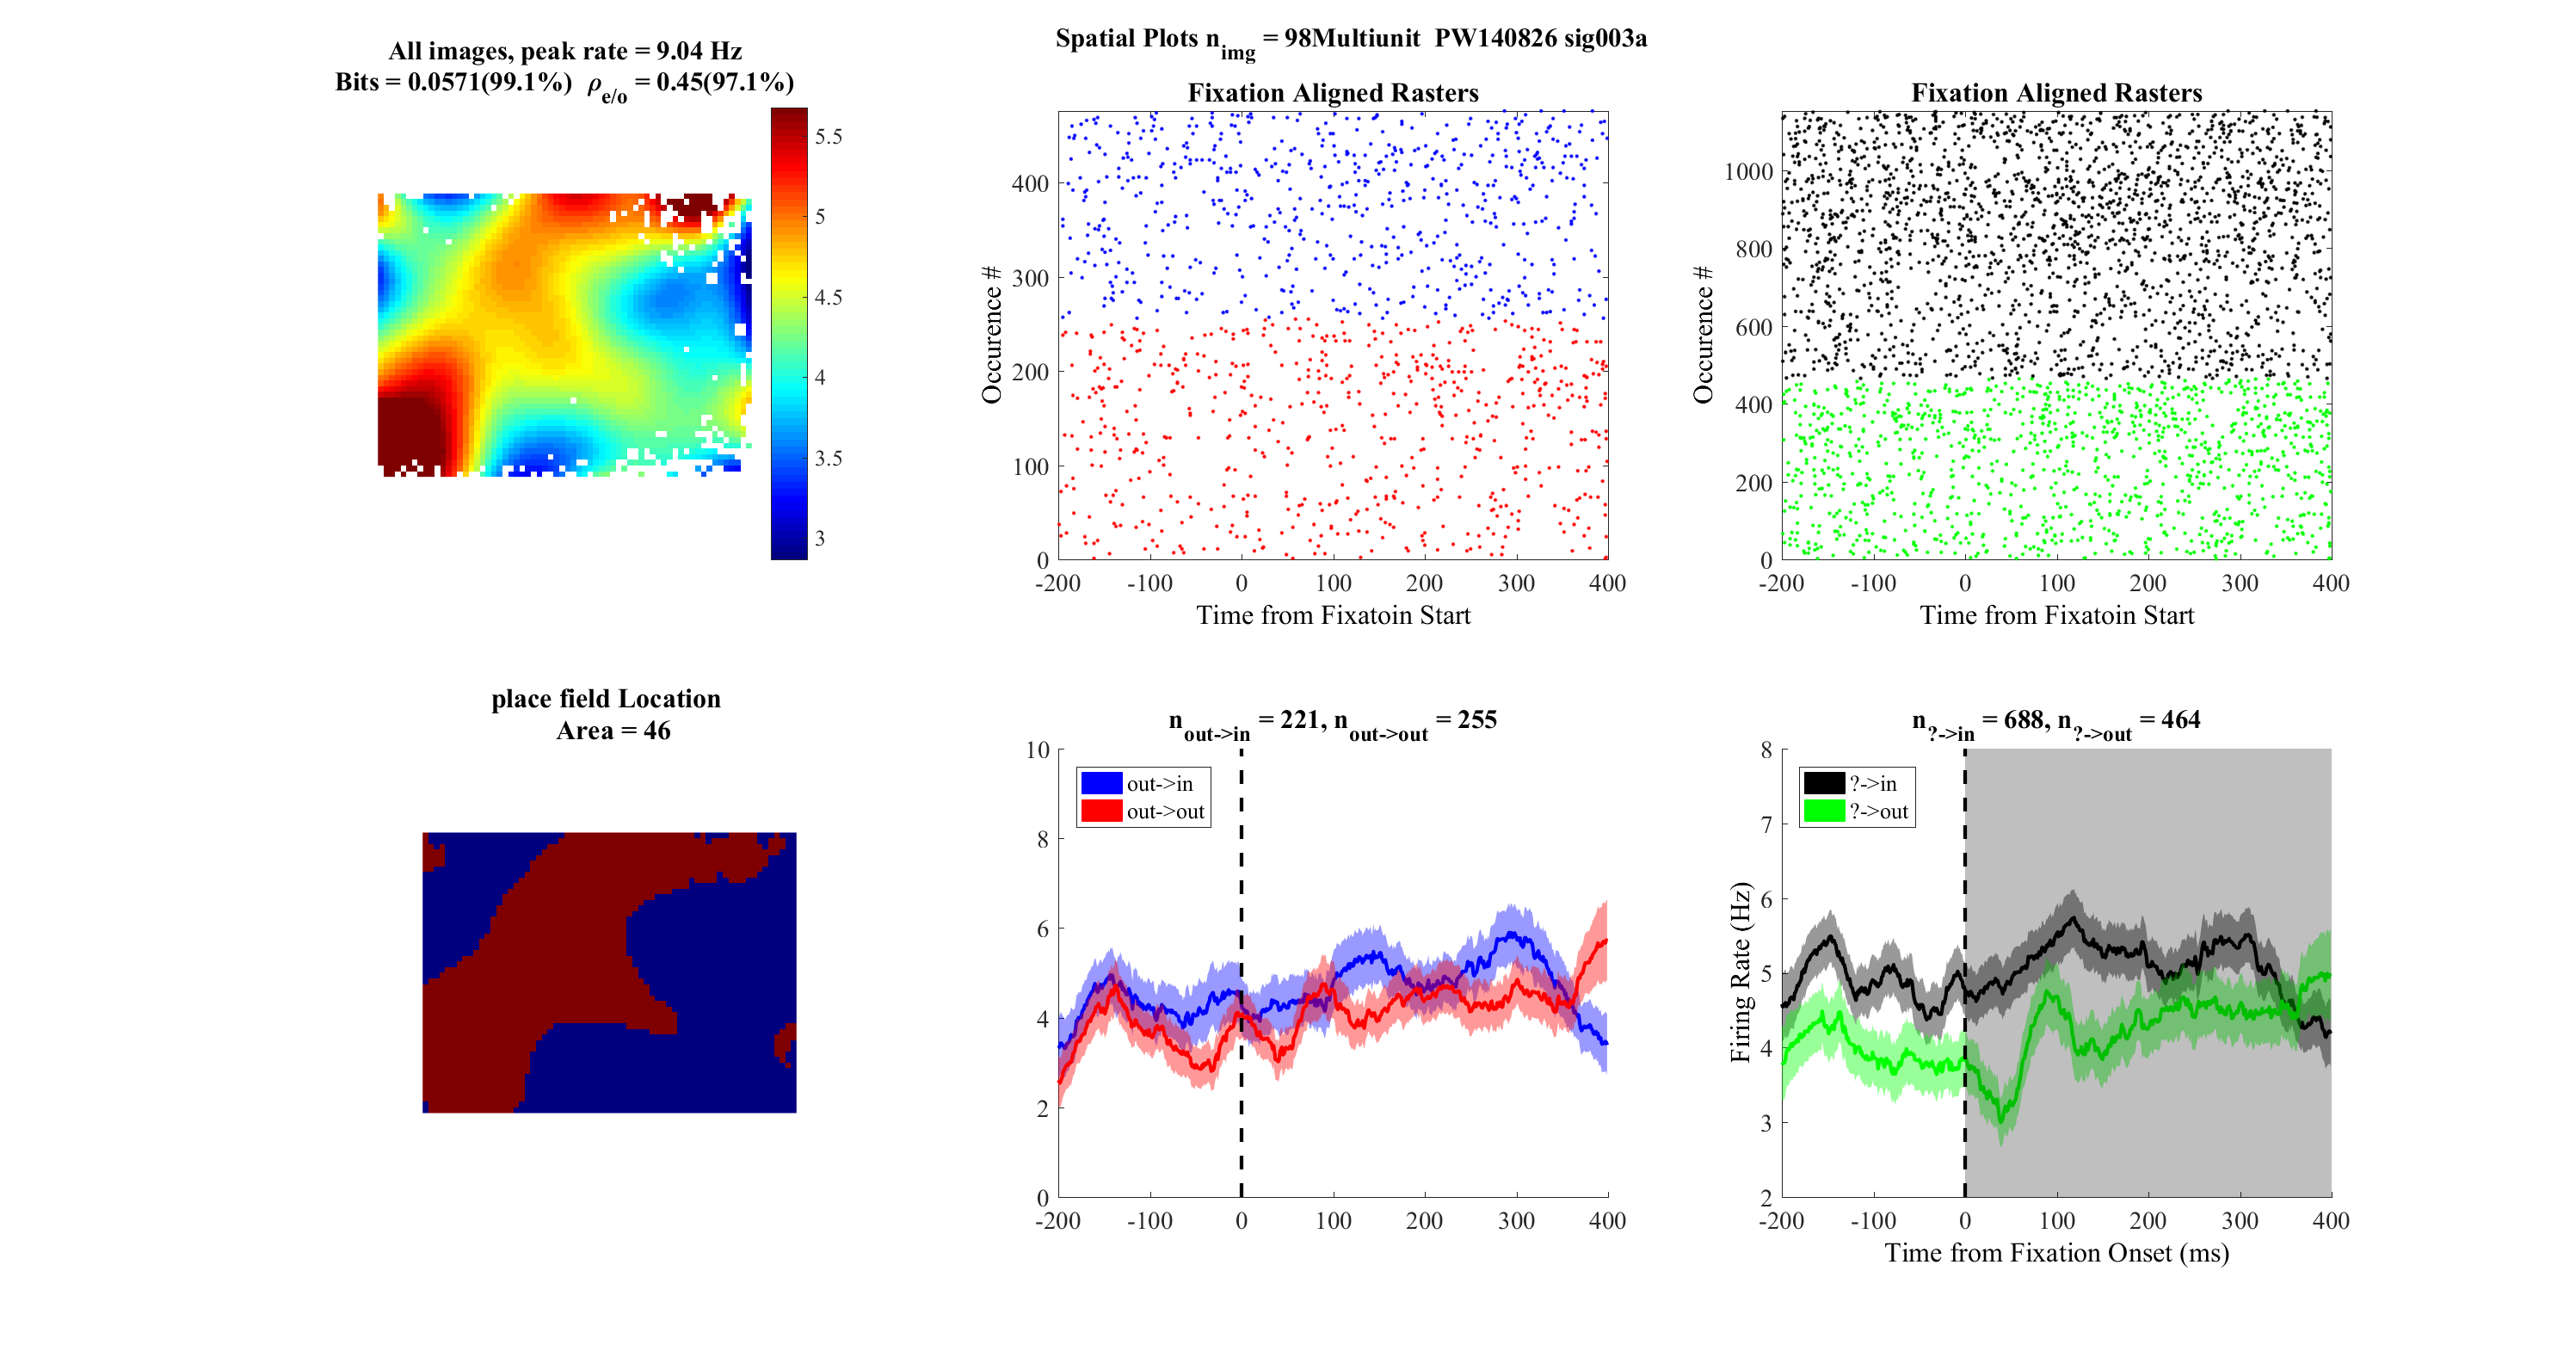 Spatial Plots n_img = 98Multiunit  PW140826 sig003a
All images, peak rate = 9.04 Hz
Bits = 0.0571(99.1%)  ρ_e/o = 0.45(97.1%)
5.5
5
4.5
4
3.5
3
Fixation Aligned Rasters
Occurence #
400
300
200
100
0
-200 -100 0 100 200 300 400
Time from Fixatoin Start
Fixation Aligned Rasters
Occurence #
1000
800
600
400
200
0
-200 -100 0 100 200 300 400
Time from Fixatoin Start
place field Location
Area = 46
n_out->in = 221, n_out->out = 255
10
8
6
4
2
0
out->in
out->out
-200 -100 0 100 200 300 400
n_?->in = 688, n_?->out = 464
Firing Rate (Hz)
8
7
6
5
4
3
2
?->in
?->out
-200 -100 0 100 200 300 400
Time from Fixation Onset (ms)